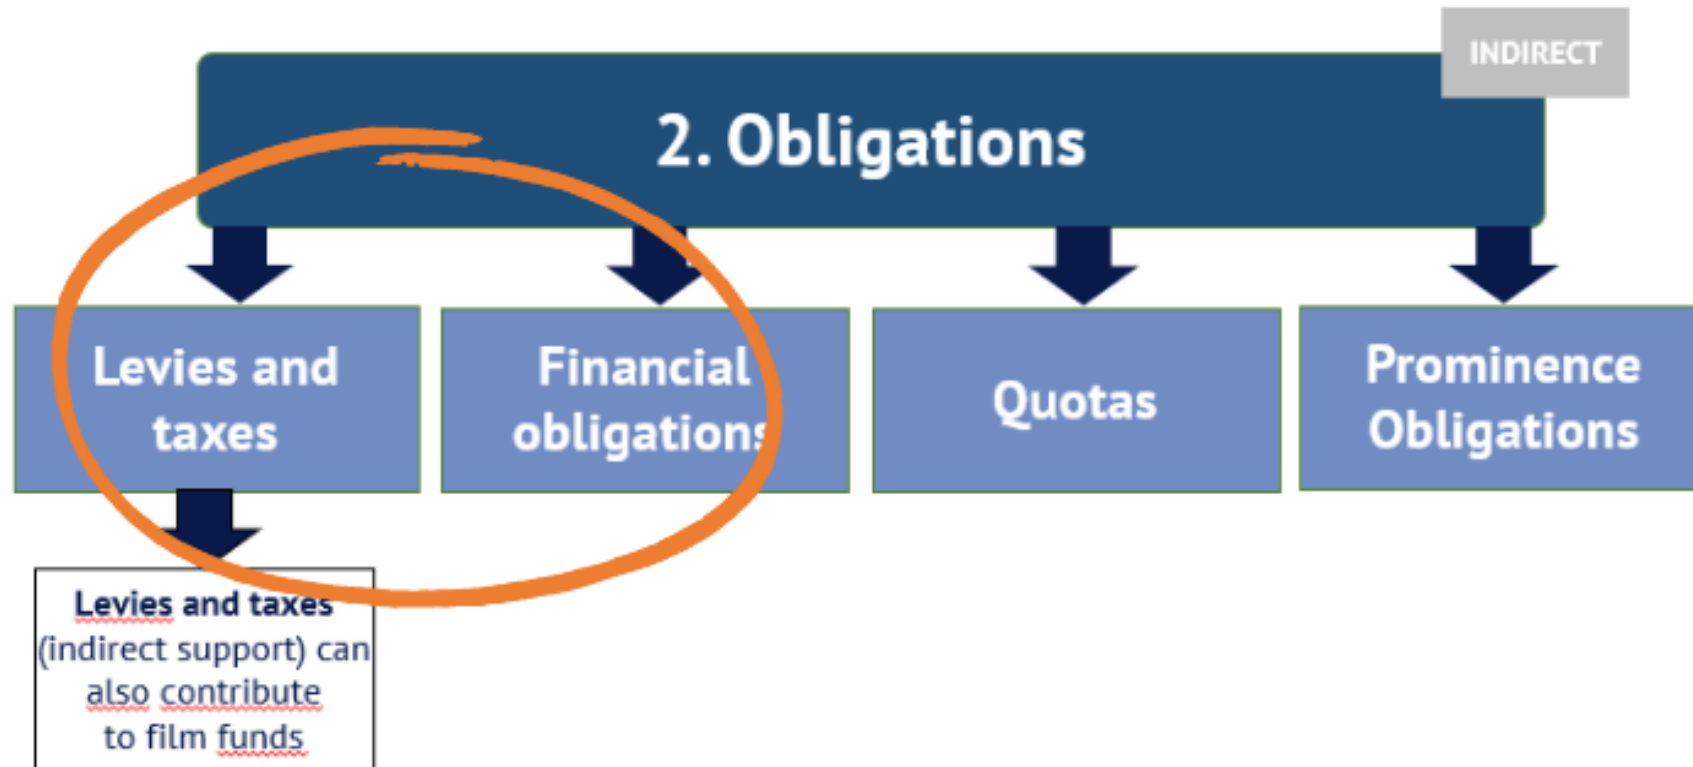 INDIRECT
2. Obligations
Levies and
taxes
Financial
obligations
Quotas
Prominence
Obligations
Levies and taxes
(indirect support) can
also contribute
to film funds